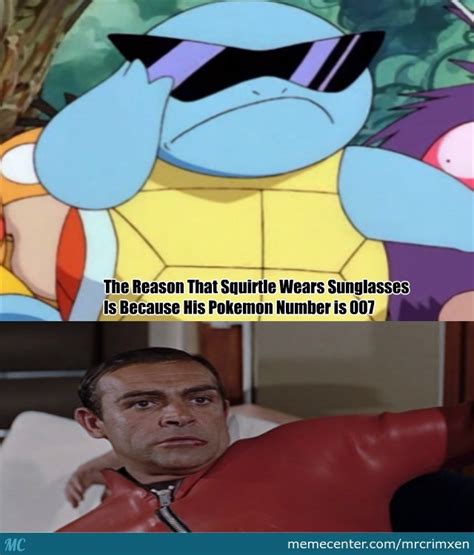 The Reason That Squirtle Wears Sunglasses
Is Because His Pokemon Number is 007
MC
memecenter.com/mrcrimxen